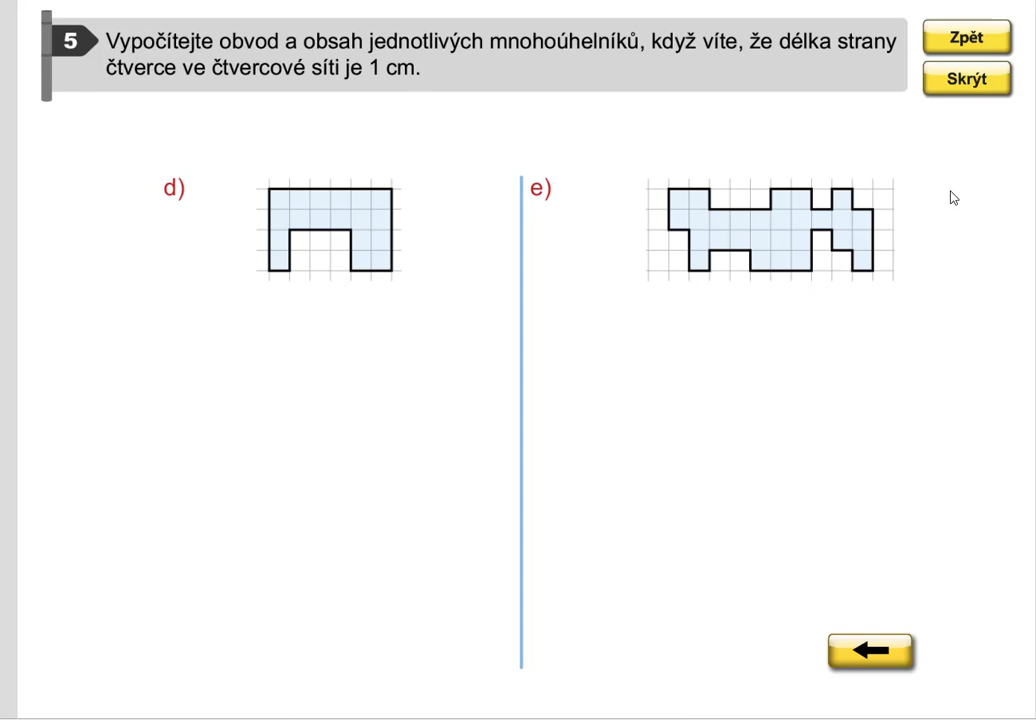 5
Vypočítejte obvod a obsah jednotlivých mnohoúhelníků, když víte, že délka strany
čtverce ve čtvercové síti je 1 cm.
Zpět
Skrýt
d)
e)